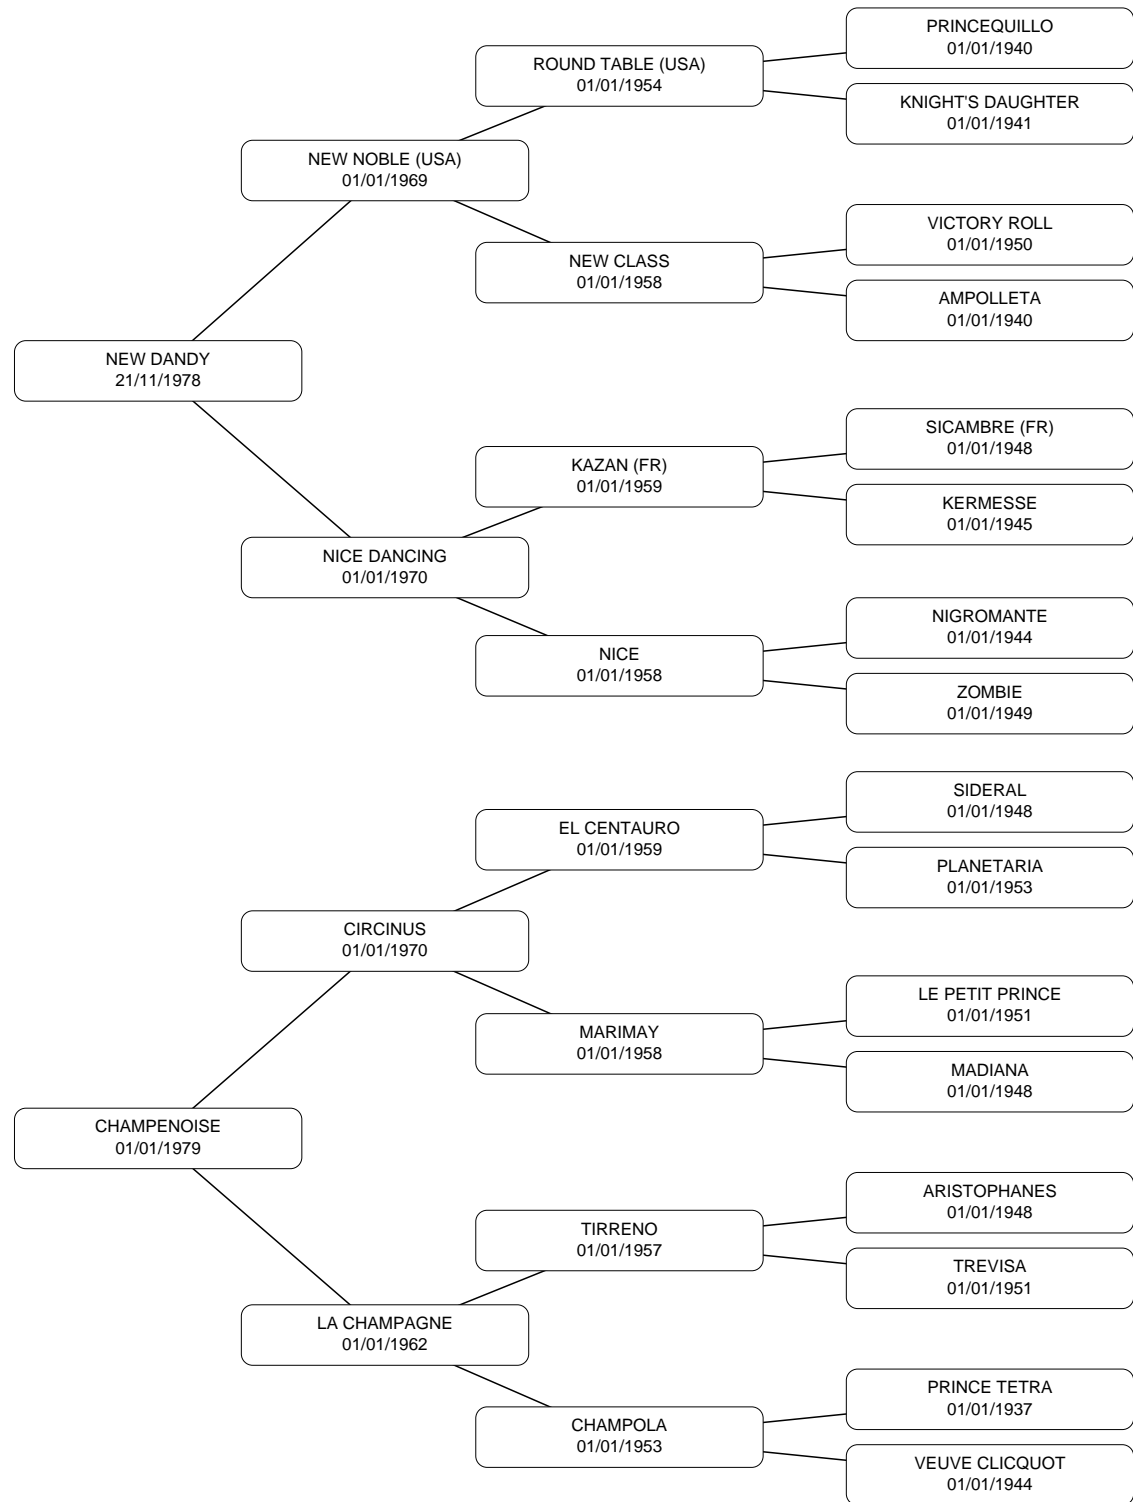 PRINCEQUILLO
01/01/1940
ROUND TABLE (USA)
01/01/1954
KNIGHT'S DAUGHTER
01/01/1941
NEW NOBLE (USA)
01/01/1969
VICTORY ROLL
01/01/1950
NEW CLASS
01/01/1958
AMPOLLETA
01/01/1940
NEW DANDY
21/11/1978
SICAMBRE (FR)
01/01/1948
KAZAN (FR)
01/01/1959
KERMESSE
01/01/1945
NICE DANCING
01/01/1970
NIGROMANTE
01/01/1944
NICE
01/01/1958
ZOMBIE
01/01/1949
SIDERAL
01/01/1948
EL CENTAURO
01/01/1959
PLANETARIA
01/01/1953
CIRCINUS
01/01/1970
LE PETIT PRINCE
01/01/1951
MARIMAY
01/01/1958
MADIANA
01/01/1948
CHAMPENOISE
01/01/1979
ARISTOPHANES
01/01/1948
TIRRENO
01/01/1957
TREVISA
01/01/1951
LA CHAMPAGNE
01/01/1962
PRINCE TETRA
01/01/1937
CHAMPOLA
01/01/1953
VEUVE CLICQUOT
01/01/1944